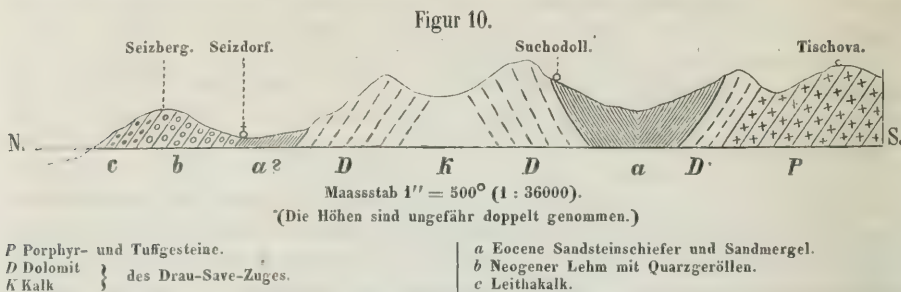 Figur 10.
Seizberg. Seizdorf. Suchodoll. Tischova.
N. S.
c b a? D K D a D P
Maassstab 1″ = 500° (1 : 36000).
(Die Höhen sind ungefähr doppelt genommen.)
P Porphyr- und Tuffgesteine.
D Dolomit
K Kalk
} des Drau-Save-Zuges.
a Eocene Sandsteinschiefer und Sandmergel.
b Neogener Lehm mit Quarzgeröllen.
c Leithakalk.